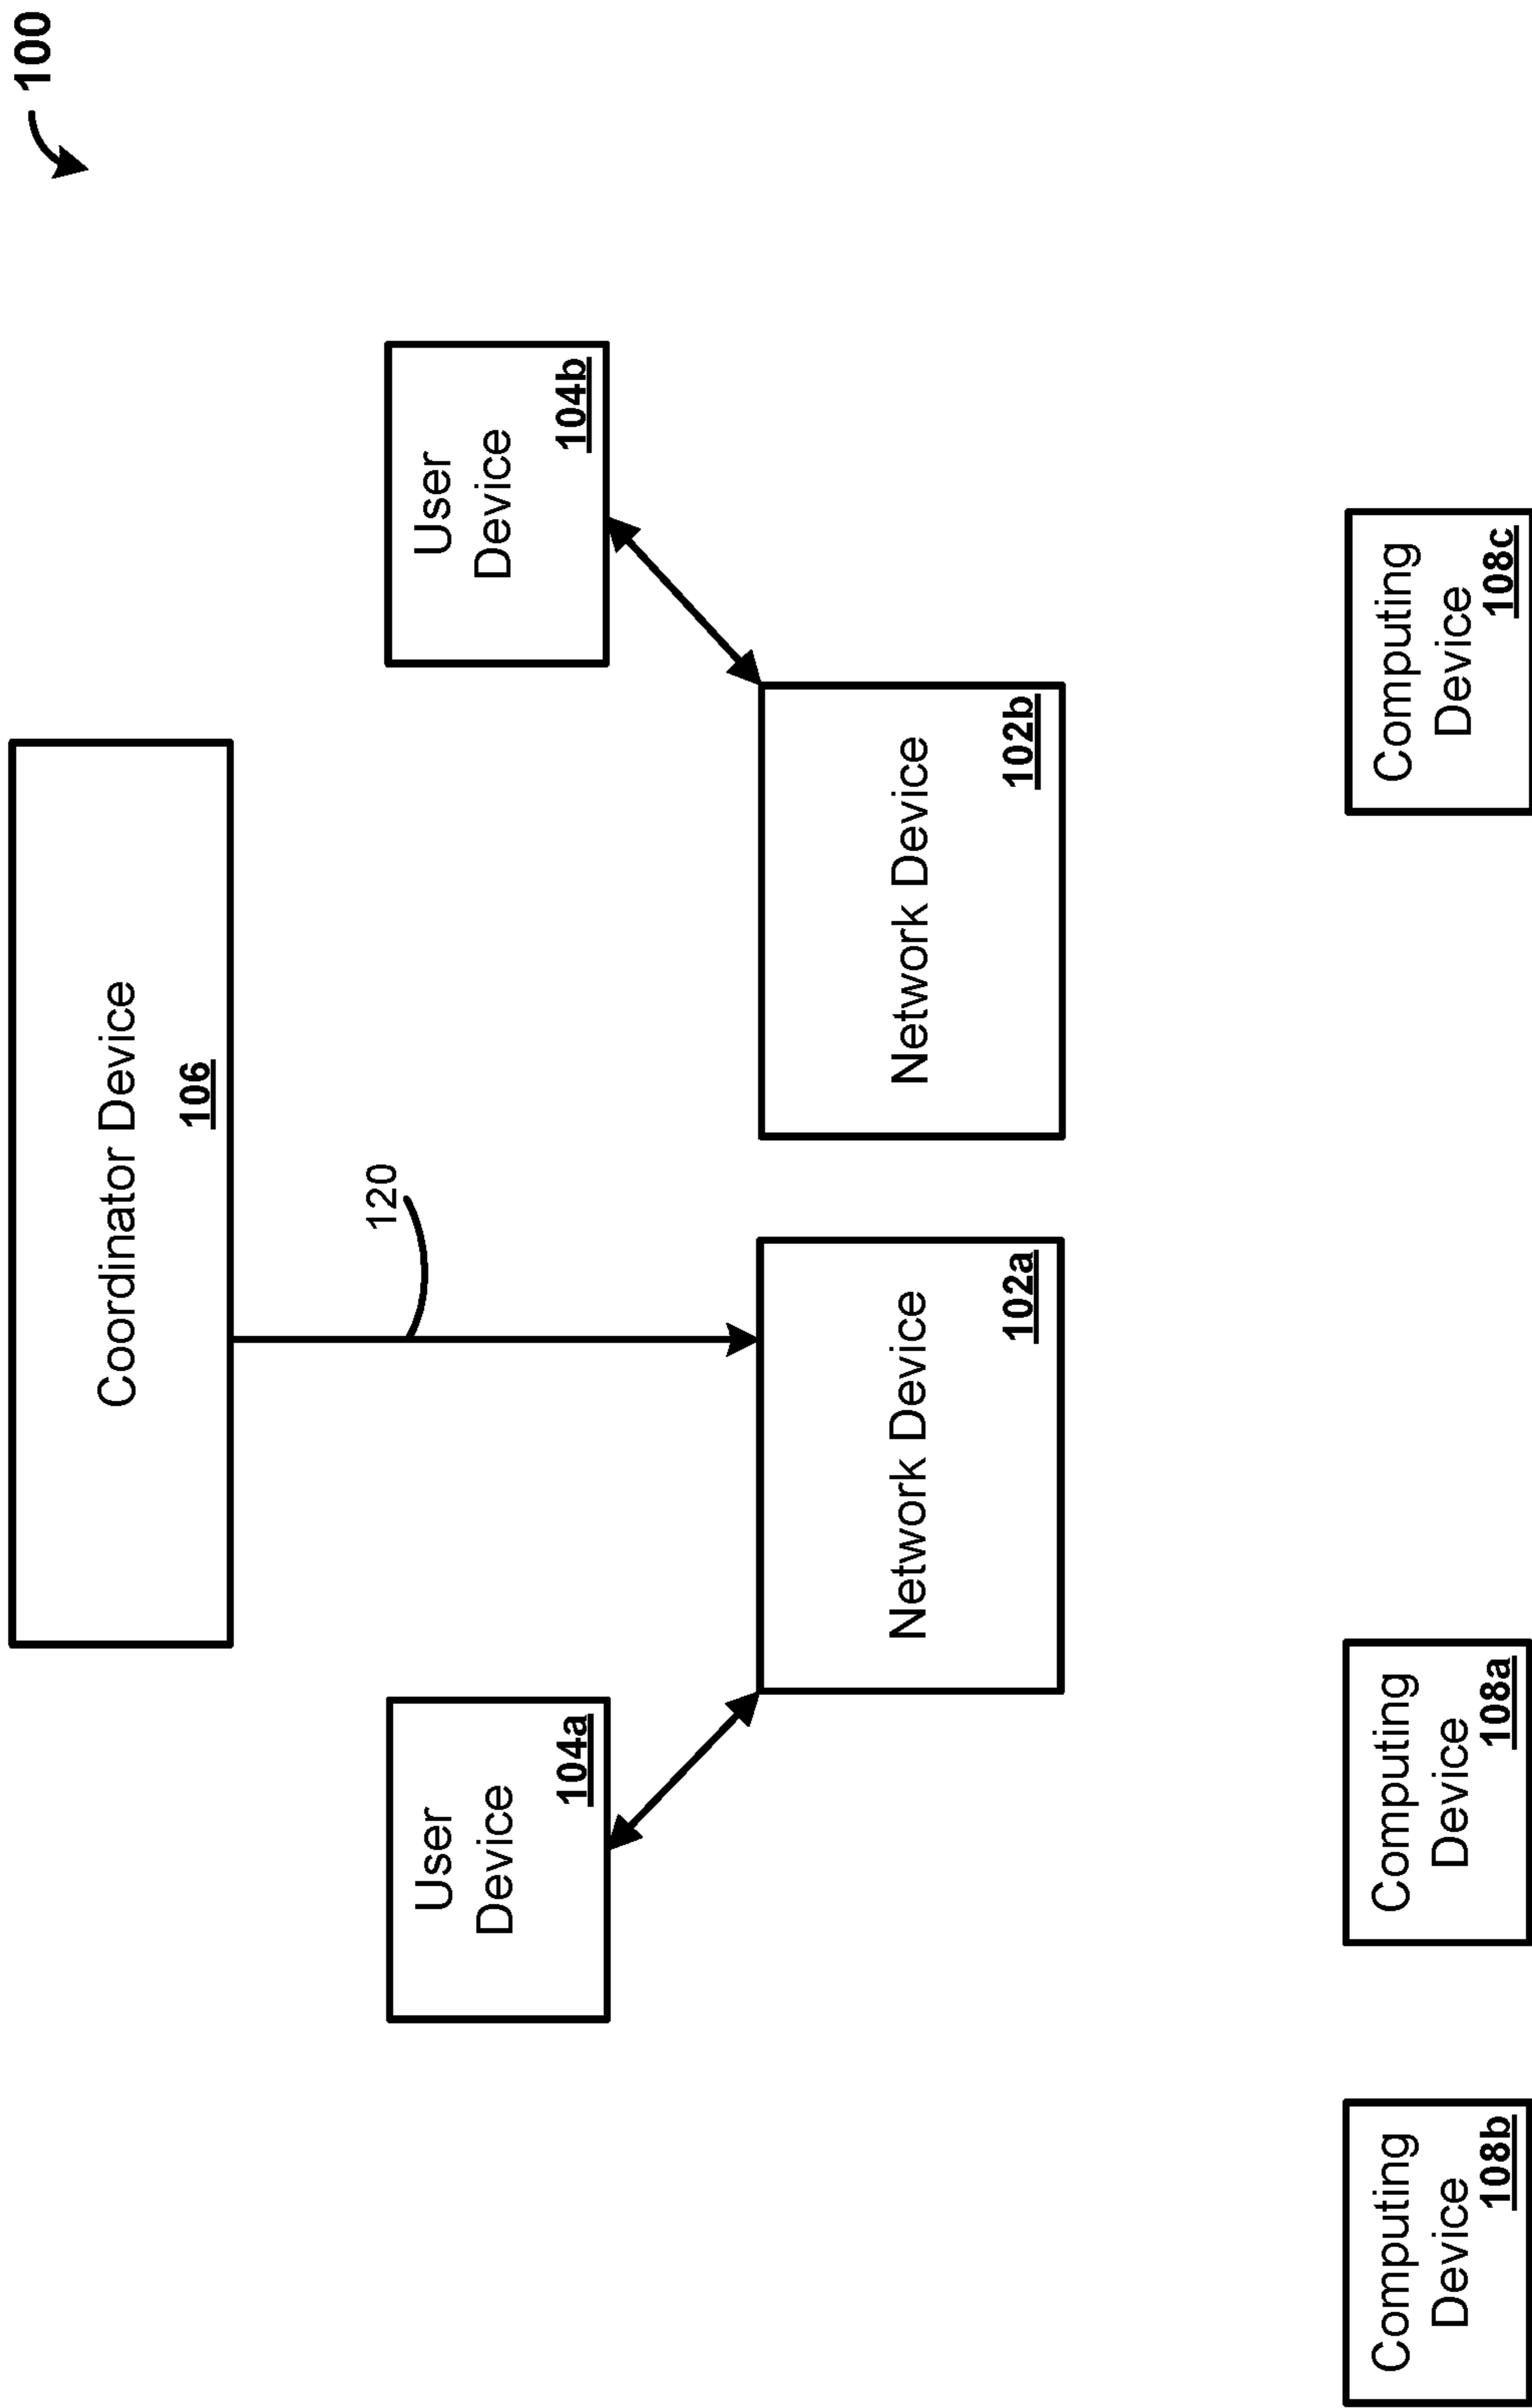 100
Coordinator Device
106
120
User
Device
104a
User
Device
104b
Network Device
102a
Network Device
102b
Computing
Device
108b
Computing
Device
108a
Computing
Device
108c